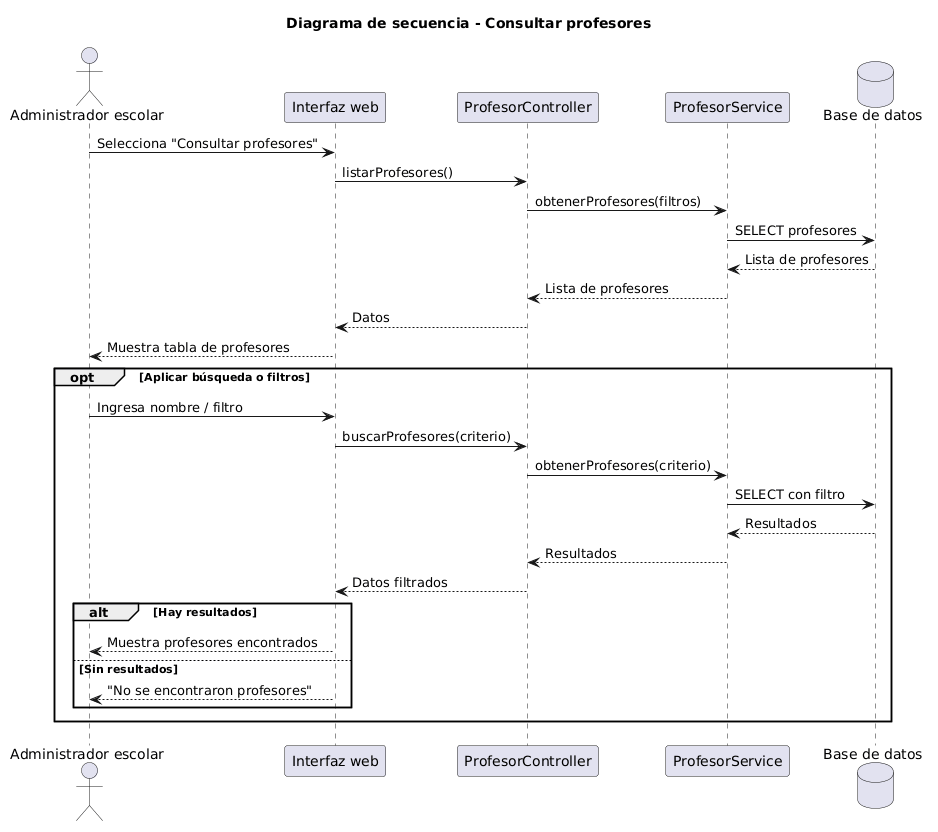 Diagrama de secuencia - Consultar profesores
Administrador escolar
Interfaz web
ProfesorController
ProfesorService
Base de datos
Selecciona "Consultar profesores"
listarProfesores()
obtenerProfesores(filtros)
SELECT profesores
Lista de profesores
Lista de profesores
Datos
Muestra tabla de profesores
opt [Aplicar búsqueda o filtros]
Ingresa nombre / filtro
buscarProfesores(criterio)
obtenerProfesores(criterio)
SELECT con filtro
Resultados
Resultados
Datos filtrados
alt [Hay resultados]
Muestra profesores encontrados
[Sin resultados]
"No se encontraron profesores"
Administrador escolar
Interfaz web
ProfesorController
ProfesorService
Base de datos